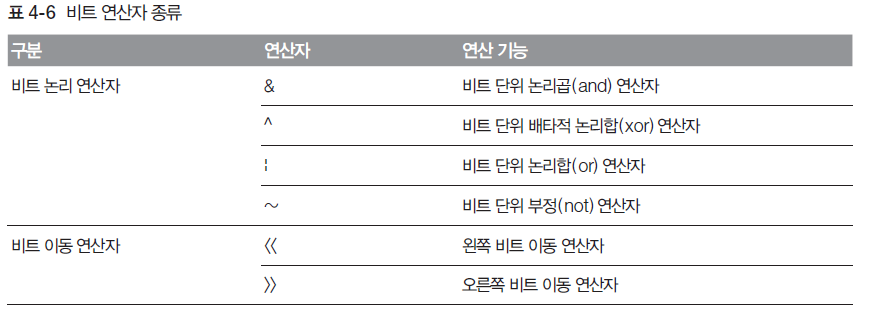 표 4-6 비트 연산자 종류
구분 연산자 연산 기능
비트 논리 연산자 & 비트 단위 논리곱(and) 연산자
^ 비트 단위 배타적 논리합(xor) 연산자
¦ 비트 단위 논리합(or) 연산자
~ 비트 단위 부정(not) 연산자
비트 이동 연산자 << 왼쪽 비트 이동 연산자
>> 오른쪽 비트 이동 연산자